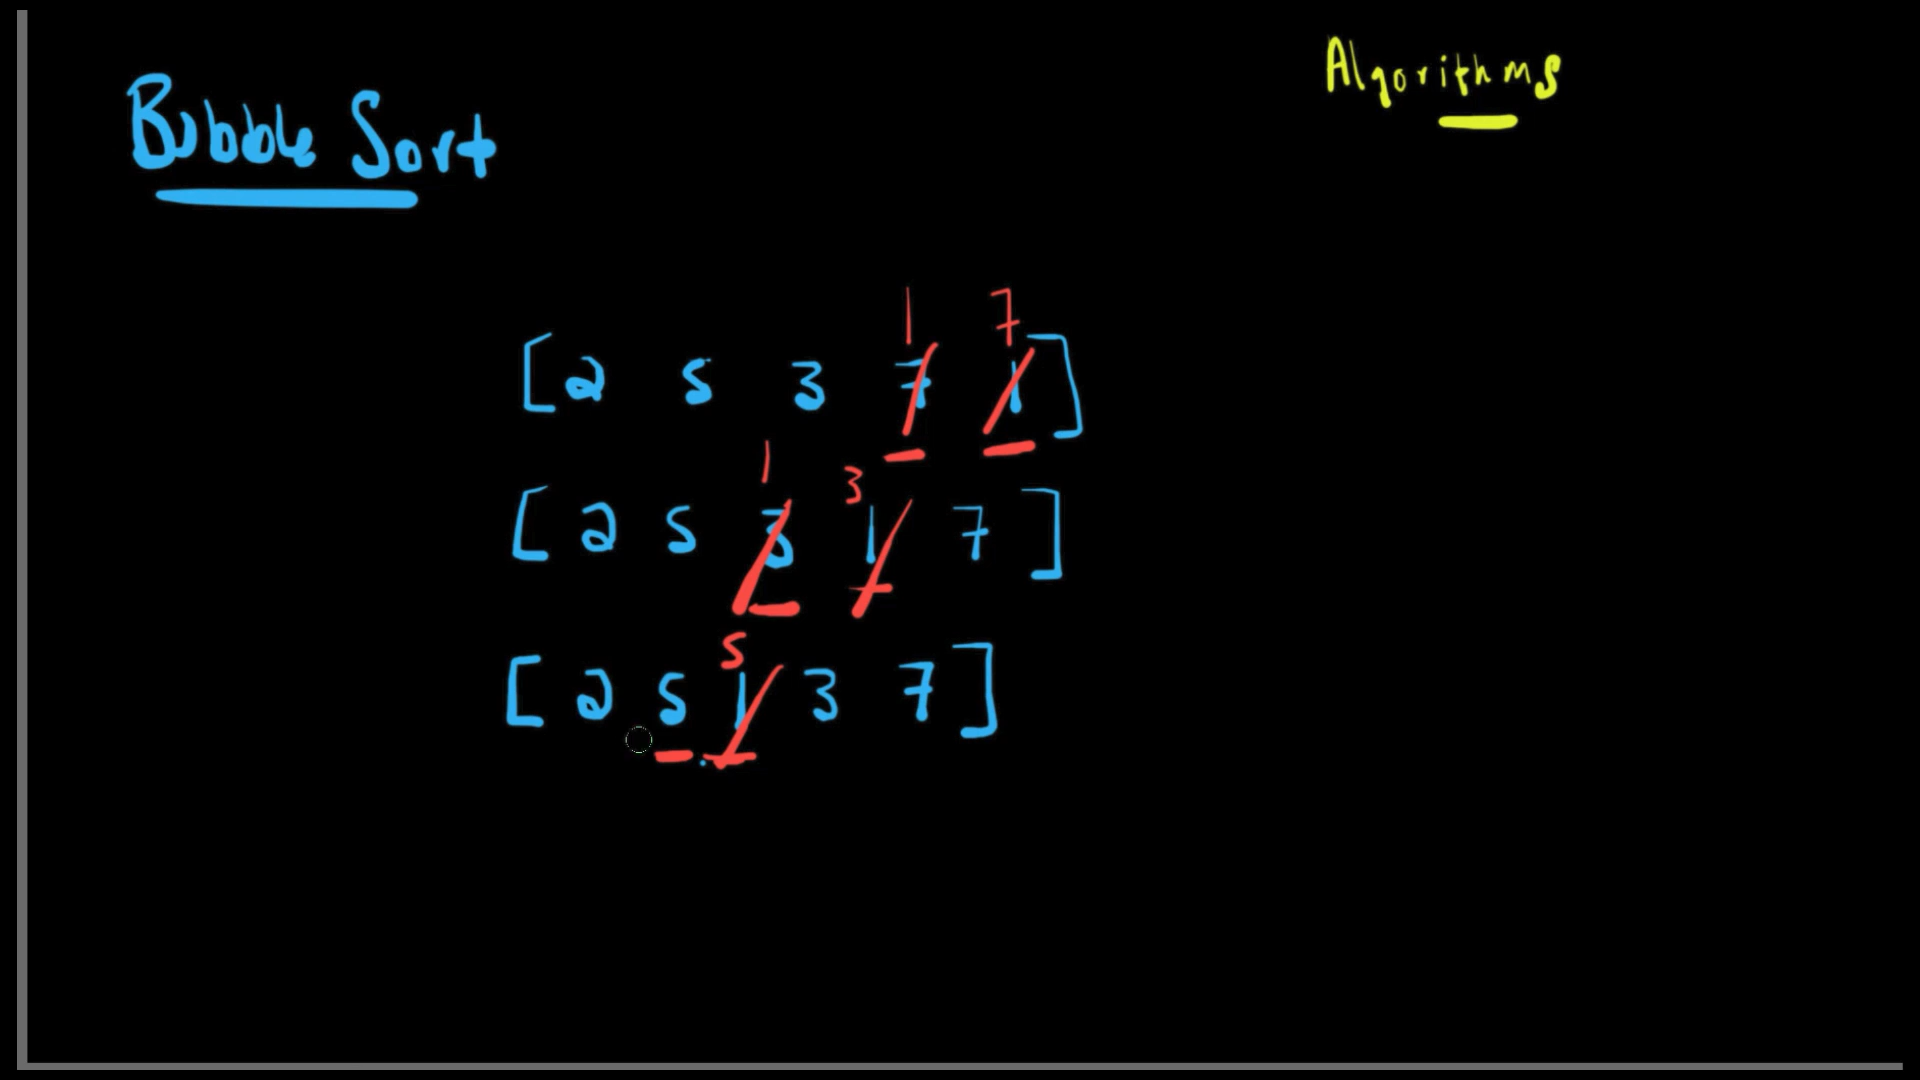 Algorithms
Bubble Sort
1 7
[2 5 3 7 1]
1 3
[2 5 3 1 7]
5
[2 5 1 3 7]